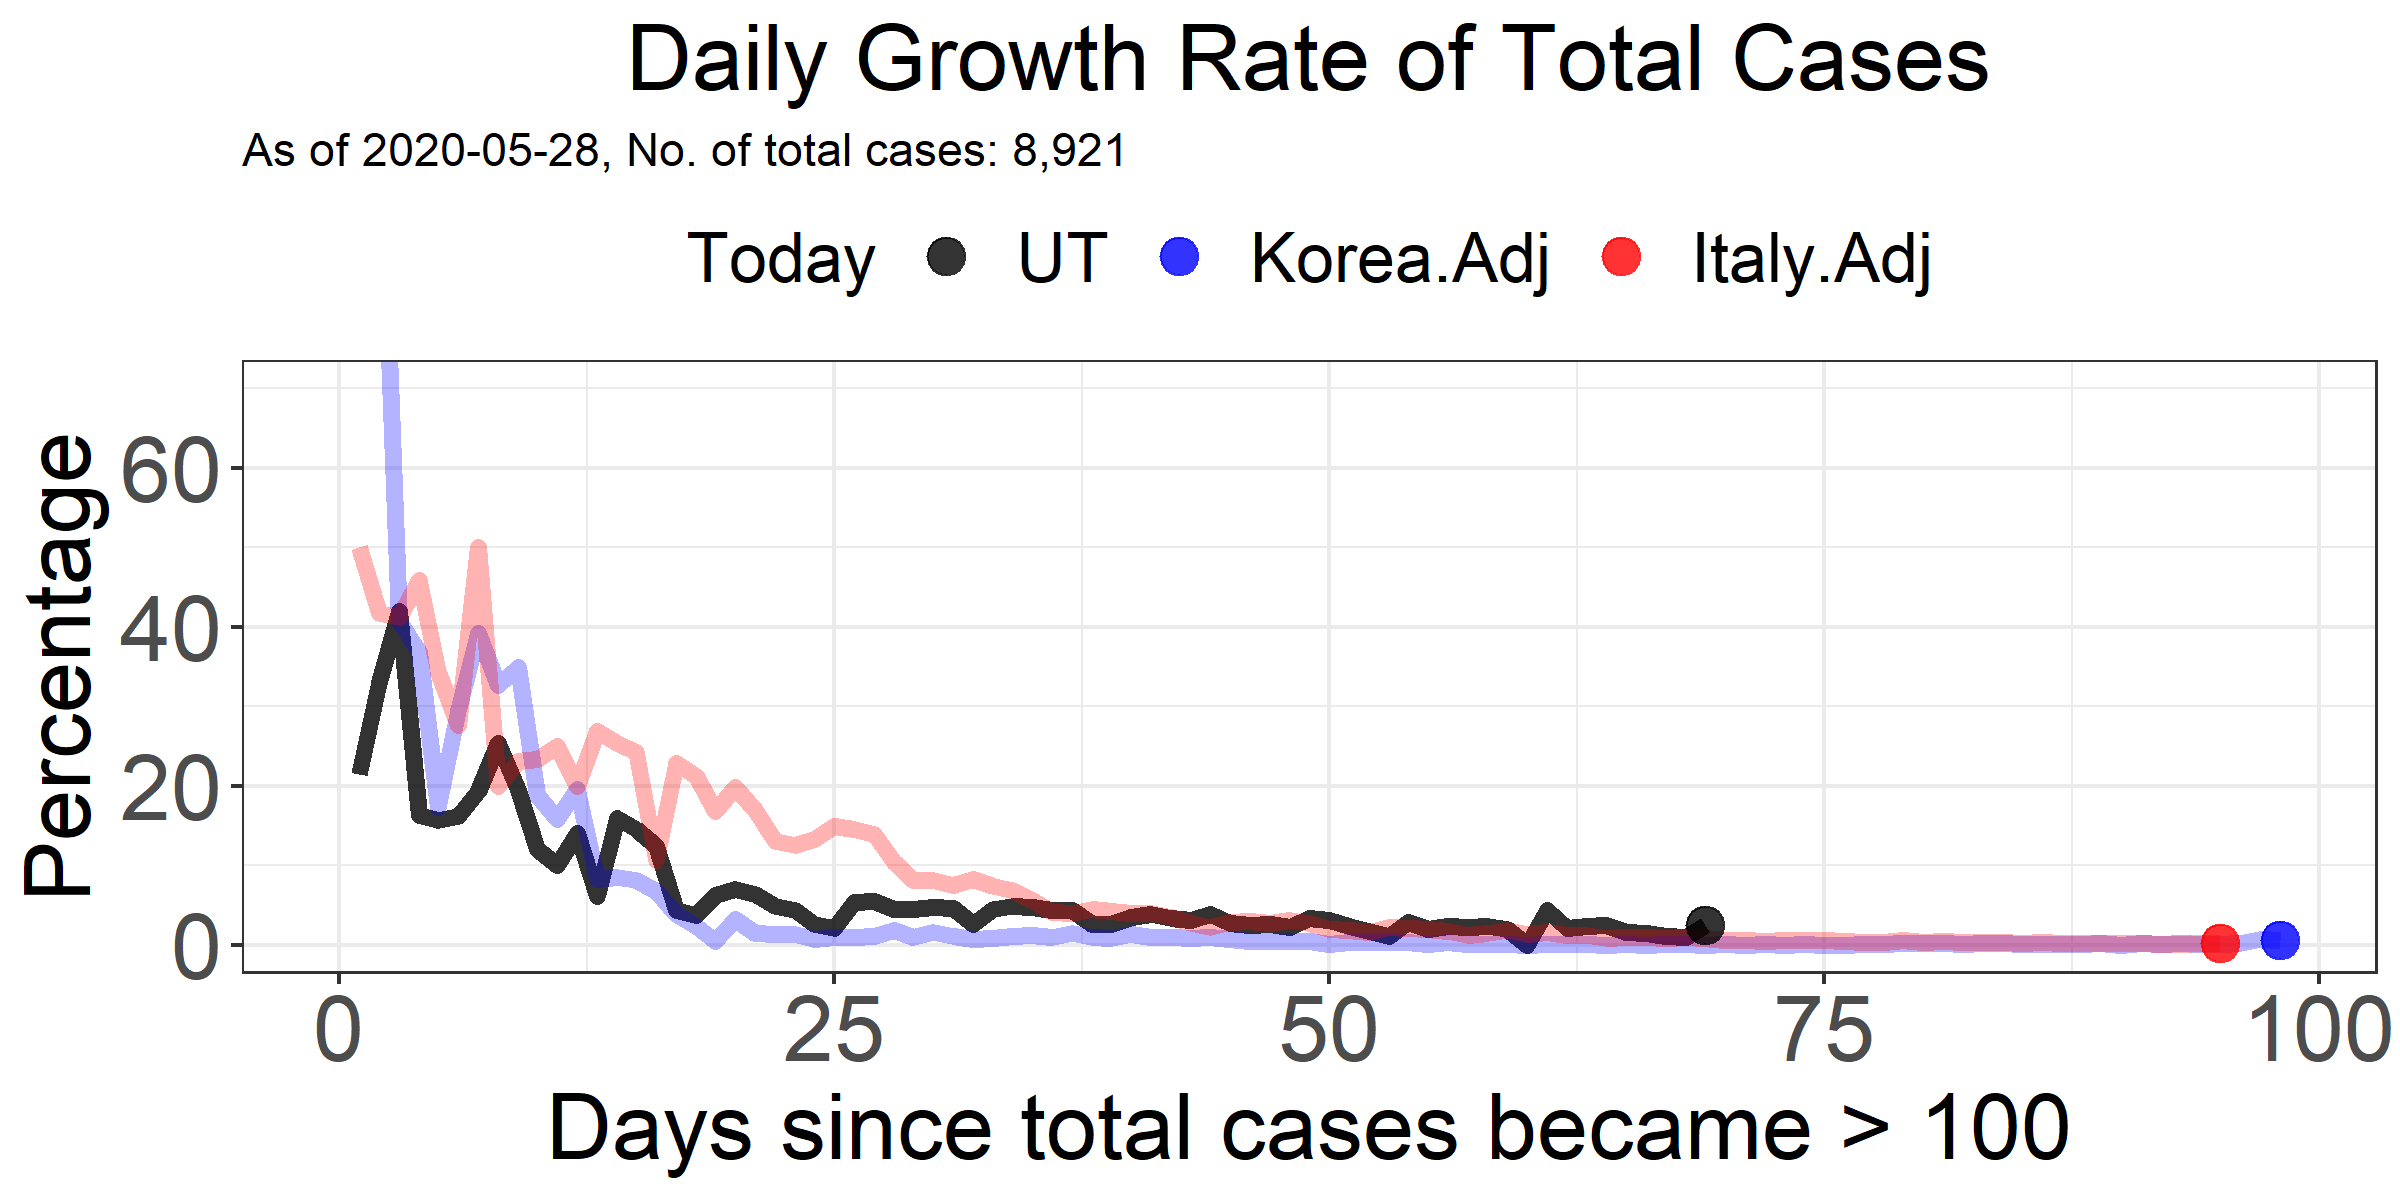 Daily Growth Rate of Total Cases
As of 2020-05-28, No. of total cases: 8,921
Today UT Korea.Adj Italy.Adj
Percentage
60
40
20
0
0 25 50 75 100
Days since total cases became > 100